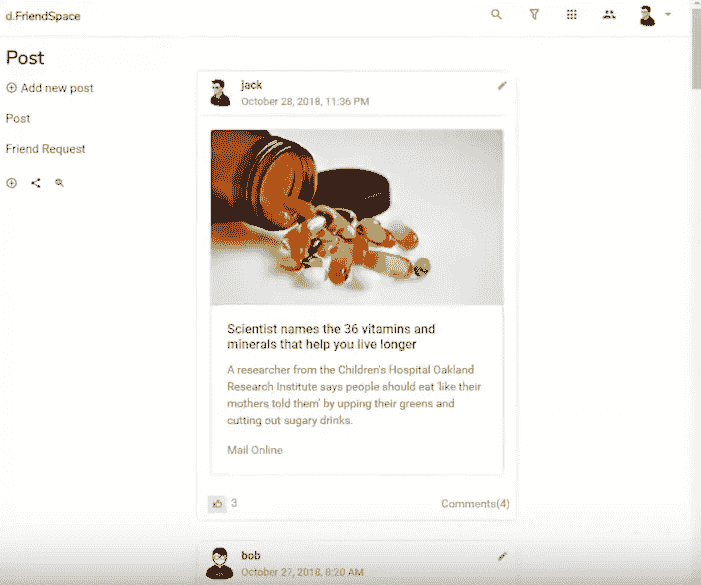 d.FriendSpace
Post
Add new post
Post
Friend Request
jack
October 28, 2018, 11:36 PM
Scientist names the 36 vitamins and
minerals that help you live longer
A researcher from the Children's Hospital Oakland
Research Institute says people should eat 'like their
mothers told them' by upping their greens and
cutting out sugary drinks.
Mail Online
3
Comments(4)
bob
October 27, 2018, 8:20 AM